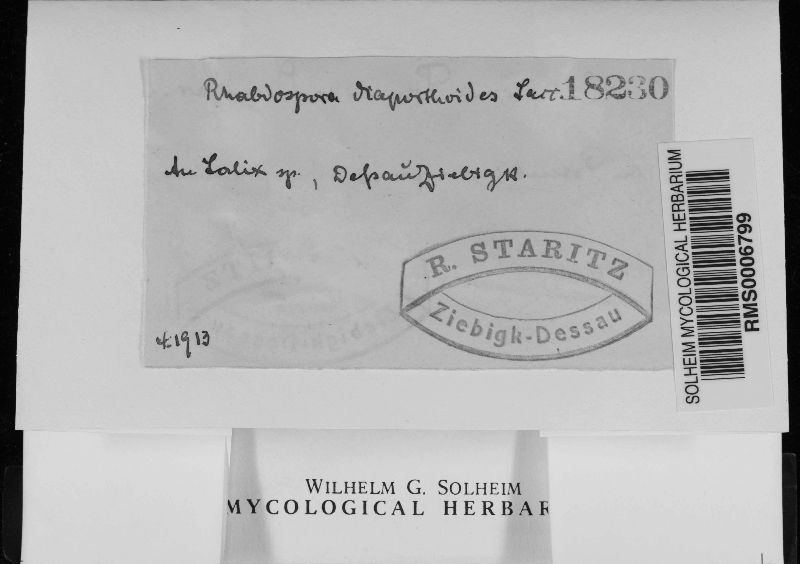 Rhabdospora diaporthoides Sacc. 18230
An Salix sp., Deßau Ziebigk.
R. STARITZ
Ziebigk-Dessau
4. 1913
SOLHEIM MYCOLOGICAL HERBARIUM
RMS0006799
WILHELM G. SOLHEIM
MYCOLOGICAL HERBAR